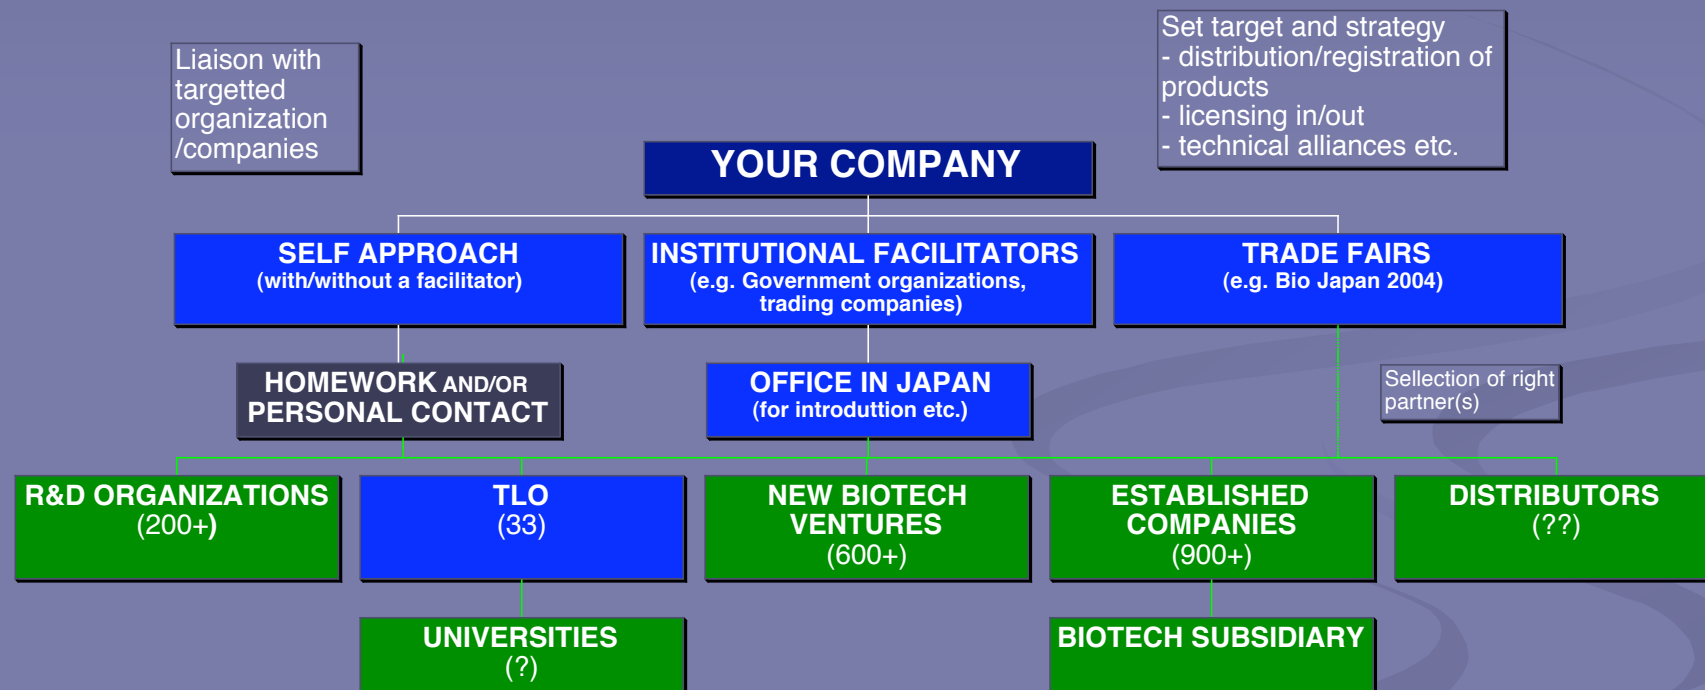 Liaison with
targetted
organization
/companies
Set target and strategy
- distribution/registration of
products
- licensing in/out
- technical alliances etc.
YOUR COMPANY
SELF APPROACH
(with/without a facilitator)
INSTITUTIONAL FACILITATORS
(e.g. Government organizations,
trading companies)
TRADE FAIRS
(e.g. Bio Japan 2004)
HOMEWORK AND/OR
PERSONAL CONTACT
OFFICE IN JAPAN
(for introduttion etc.)
Sellection of right
partner(s)
R&D ORGANIZATIONS
(200+)
TLO
(33)
NEW BIOTECH
VENTURES
(600+)
ESTABLISHED
COMPANIES
(900+)
DISTRIBUTORS
(??)
UNIVERSITIES
(?)
BIOTECH SUBSIDIARY